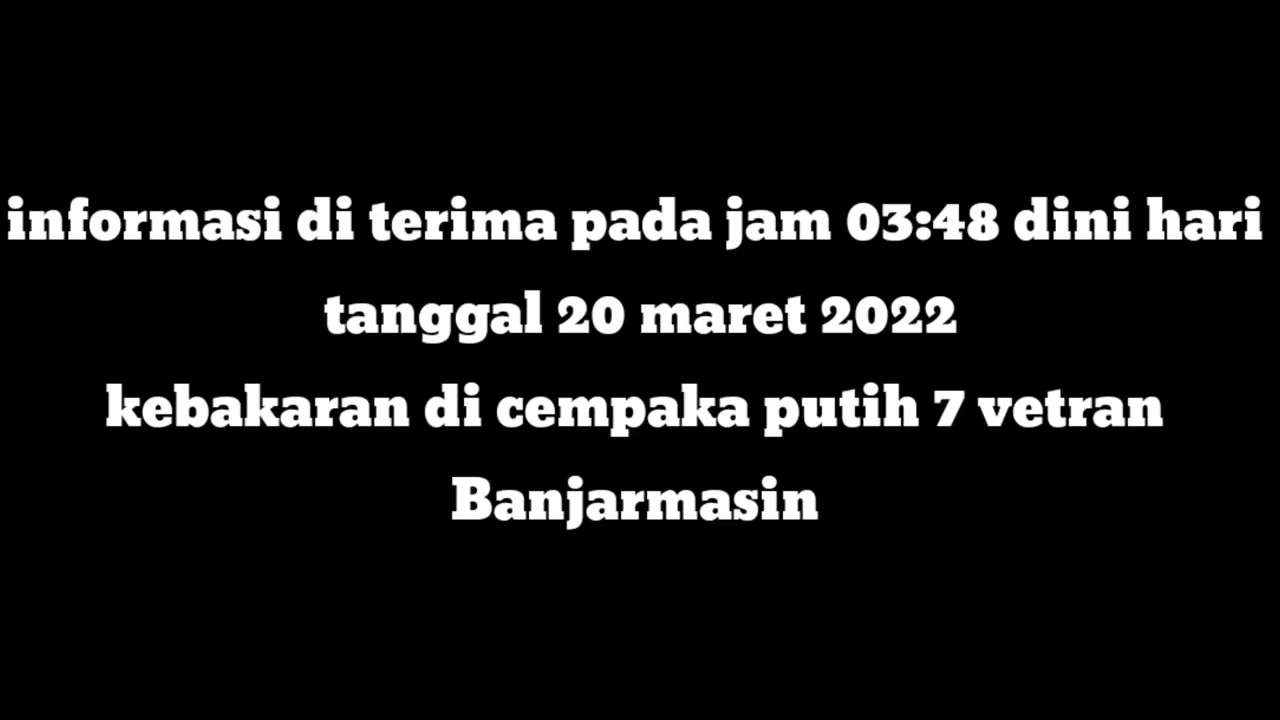 informasi di terima pada jam 03:48 dini hari
tanggal 20 maret 2022
kebakaran di cempaka putih 7 vetran
Banjarmasin